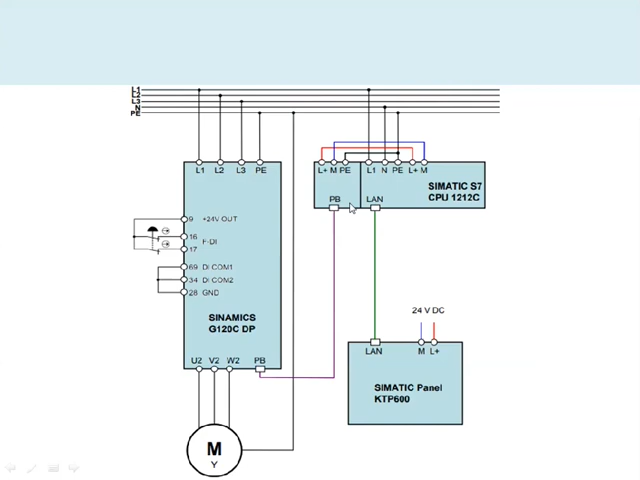 L1
L2
L3
N
PE
L1 L2 L3 PE
L+ M PE L1 N PE L+ M
SIMATIC S7
CPU 1212C
PB LAN
9 +24V OUT
16
F-DI
17
69 DI COM1
34 DI COM2
28 GND
SINAMICS
G120C DP
24 V DC
LAN M L+
U2 V2 W2 PB
SIMATIC Panel
KTP600
M
Y